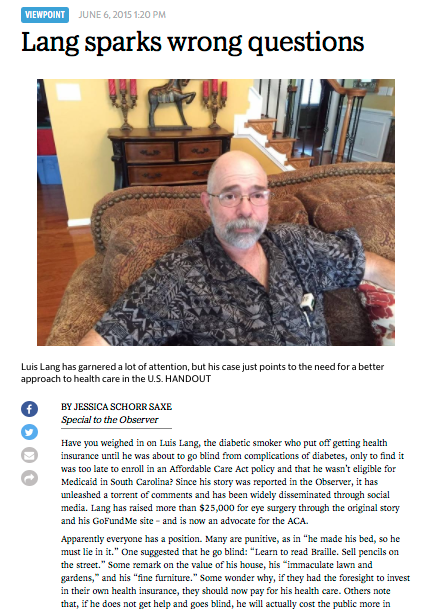 VIEWPOINT JUNE 6, 2015 1:20 PM
Lang sparks wrong questions
Luis Lang has garnered a lot of attention, but his case just points to the need for a better
approach to health care in the U.S. HANDOUT
BY JESSICA SCHORR SAXE
Special to the Observer
Have you weighed in on Luis Lang, the diabetic smoker who put off getting health
insurance until he was about to go blind from complications of diabetes, only to find it
was too late to enroll in an Affordable Care Act policy and that he wasn't eligible for
Medicaid in South Carolina? Since his story was reported in the Observer, it has
unleashed a torrent of comments and has been widely disseminated through social
media. Lang has raised more than $25,000 for eye surgery through the original story
and his GoFundMe site – and is now an advocate for the ACA.
Apparently everyone has a position. Many are punitive, as in "he made his bed, so he
must lie in it." One suggested that he go blind: "Learn to read Braille. Sell pencils on
the street." Some remark on the value of his house, his "immaculate lawn and
gardens," and his "fine furniture." Some wonder why, if they had the foresight to invest
in their own health insurance, they should now pay for his health care. Others note
that, if he does not get help and goes blind, he will actually cost the public more in